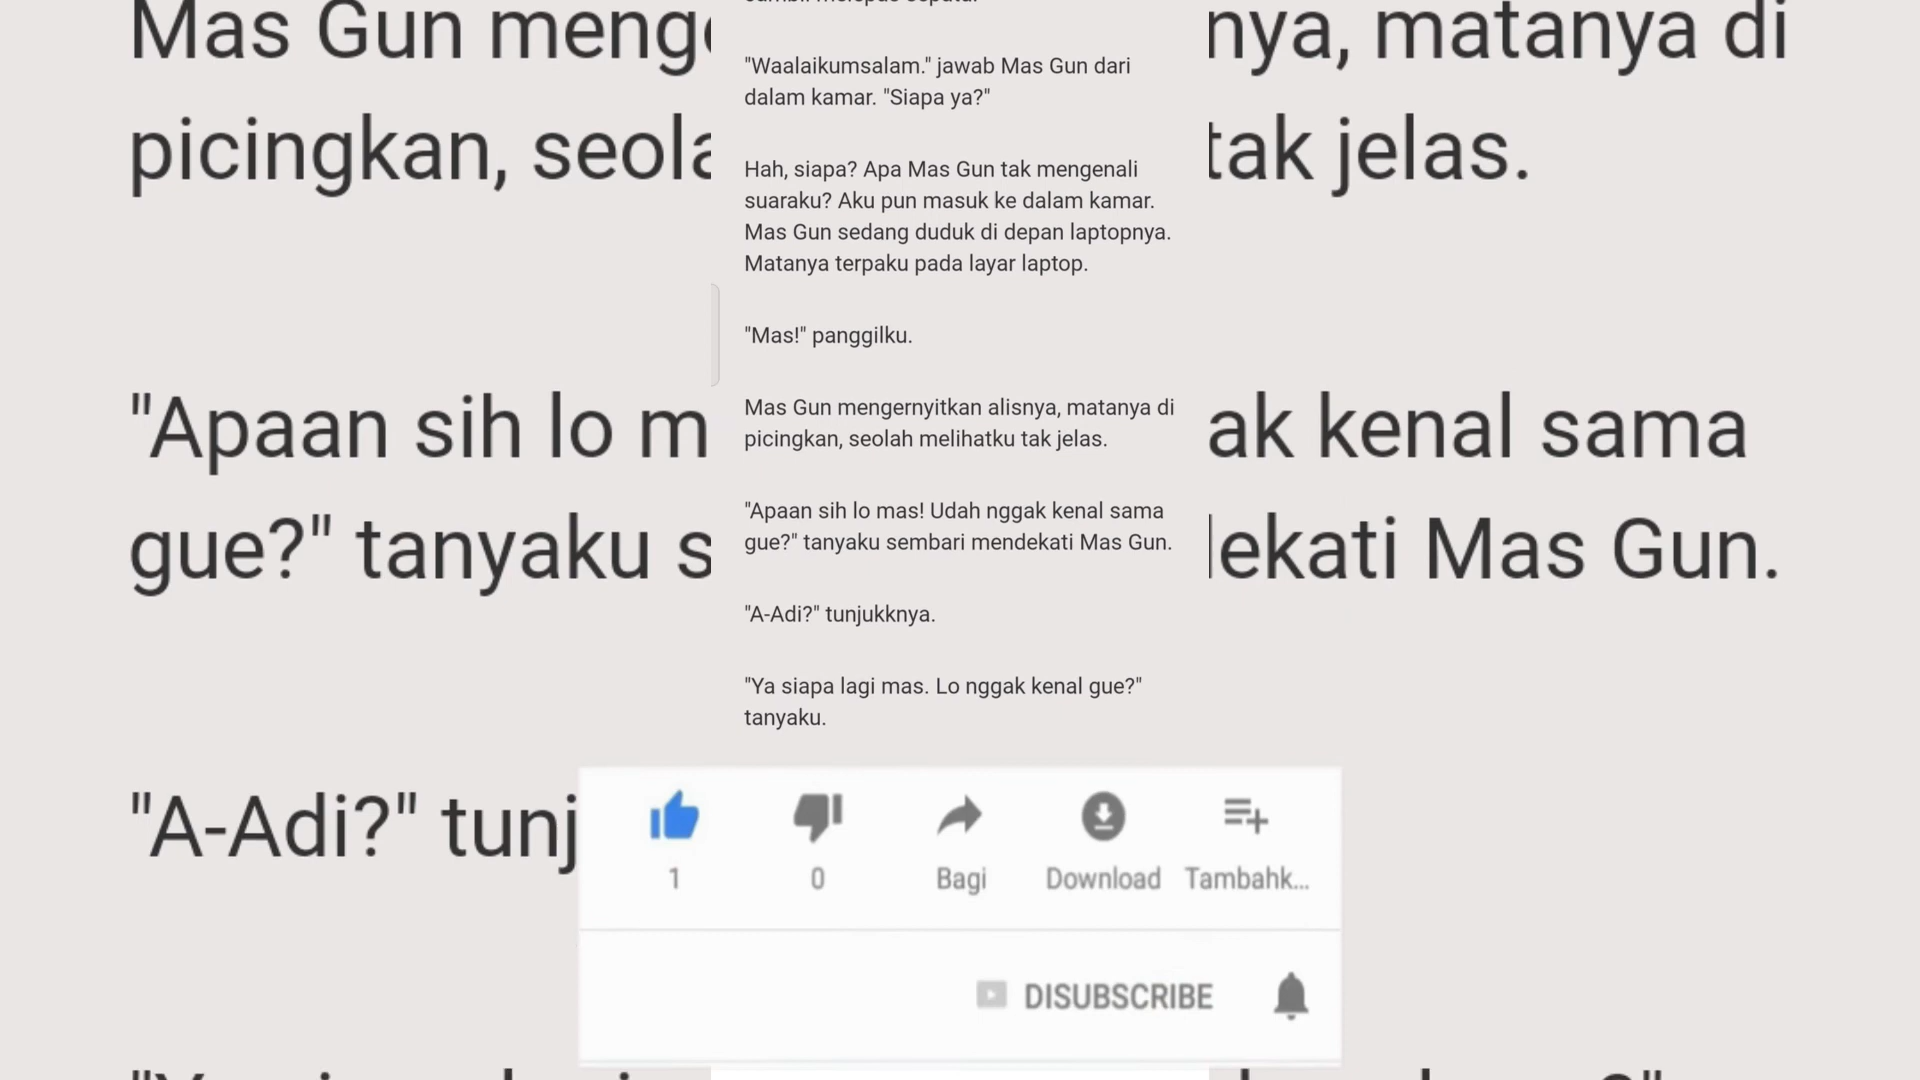 "Waalaikumsalam." jawab Mas Gun dari
dalam kamar. "Siapa ya?"
Hah, siapa? Apa Mas Gun tak mengenali
suaraku? Aku pun masuk ke dalam kamar.
Mas Gun sedang duduk di depan laptopnya.
Matanya terpaku pada layar laptop.
"Mas!" panggilku.
Mas Gun mengernyitkan alisnya, matanya di
picingkan, seolah melihatku tak jelas.
"Apaan sih lo mas! Udah nggak kenal sama
gue?" tanyaku sembari mendekati Mas Gun.
"A-Adi?" tunjukknya.
"Ya siapa lagi mas. Lo nggak kenal gue?"
tanyaku.
Mas Gun nya, matanya di
picingkan, tak jelas.
"Apaan sih lo kenal sama
gue?" tanyaku Mas Gun.
"A-Adi?"
1 0 Bagi Download Tambahk...
DISUBSCRIBE